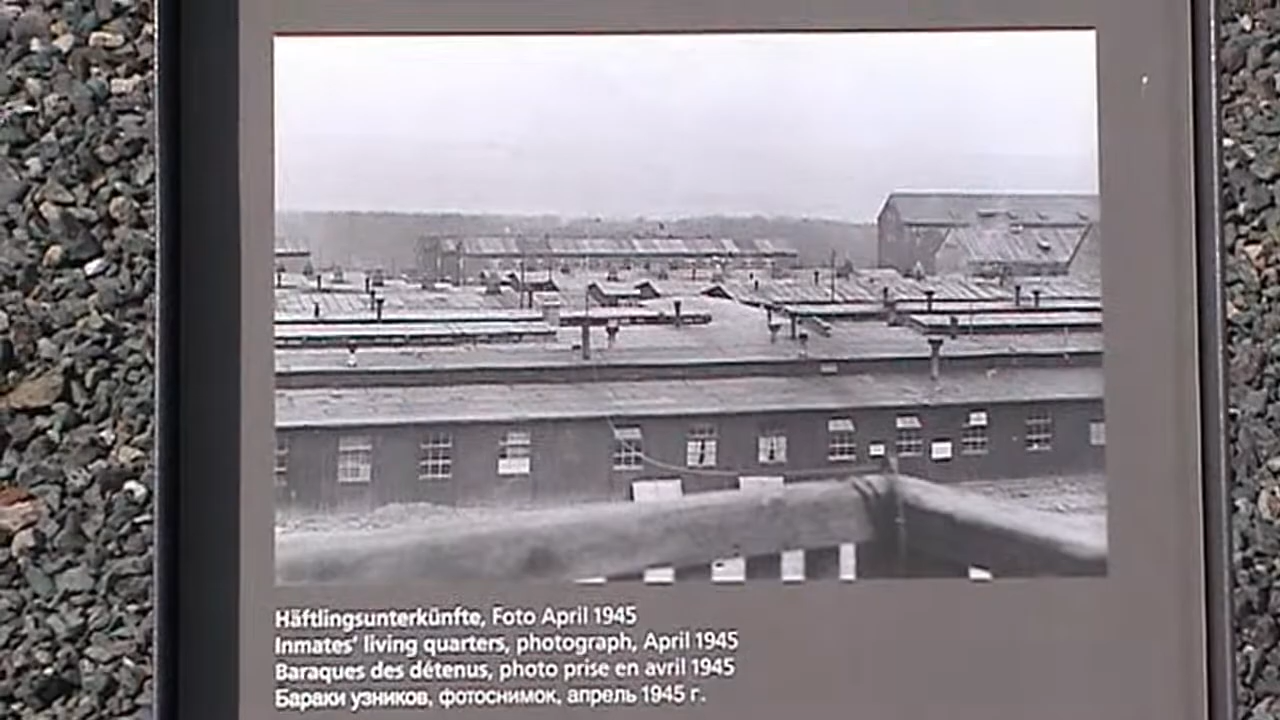 Häftlingsunterkünfte, Foto April 1945
Inmates' living quarters, photograph, April 1945
Baraques des détenus, photo prise en avril 1945
Бараки узников, фотоснимок, апрель 1945 г.